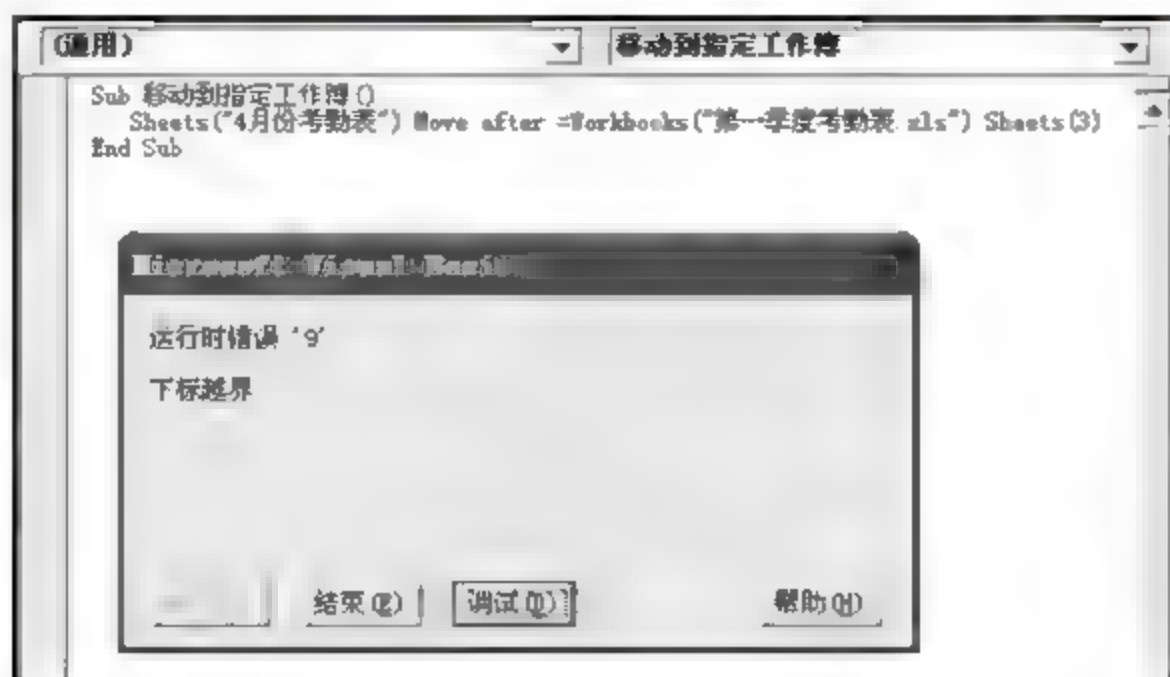 (通用)
移动到指定工作簿
Sub 移动到指定工作簿()
Sheets("4月份考勤表") Move after =Workbooks("第一季度考勤表 xls") Sheets(3)
End Sub
Microsoft Visual Basic
运行时错误 '9'
下标越界
结束(E)
调试(D)
帮助(H)